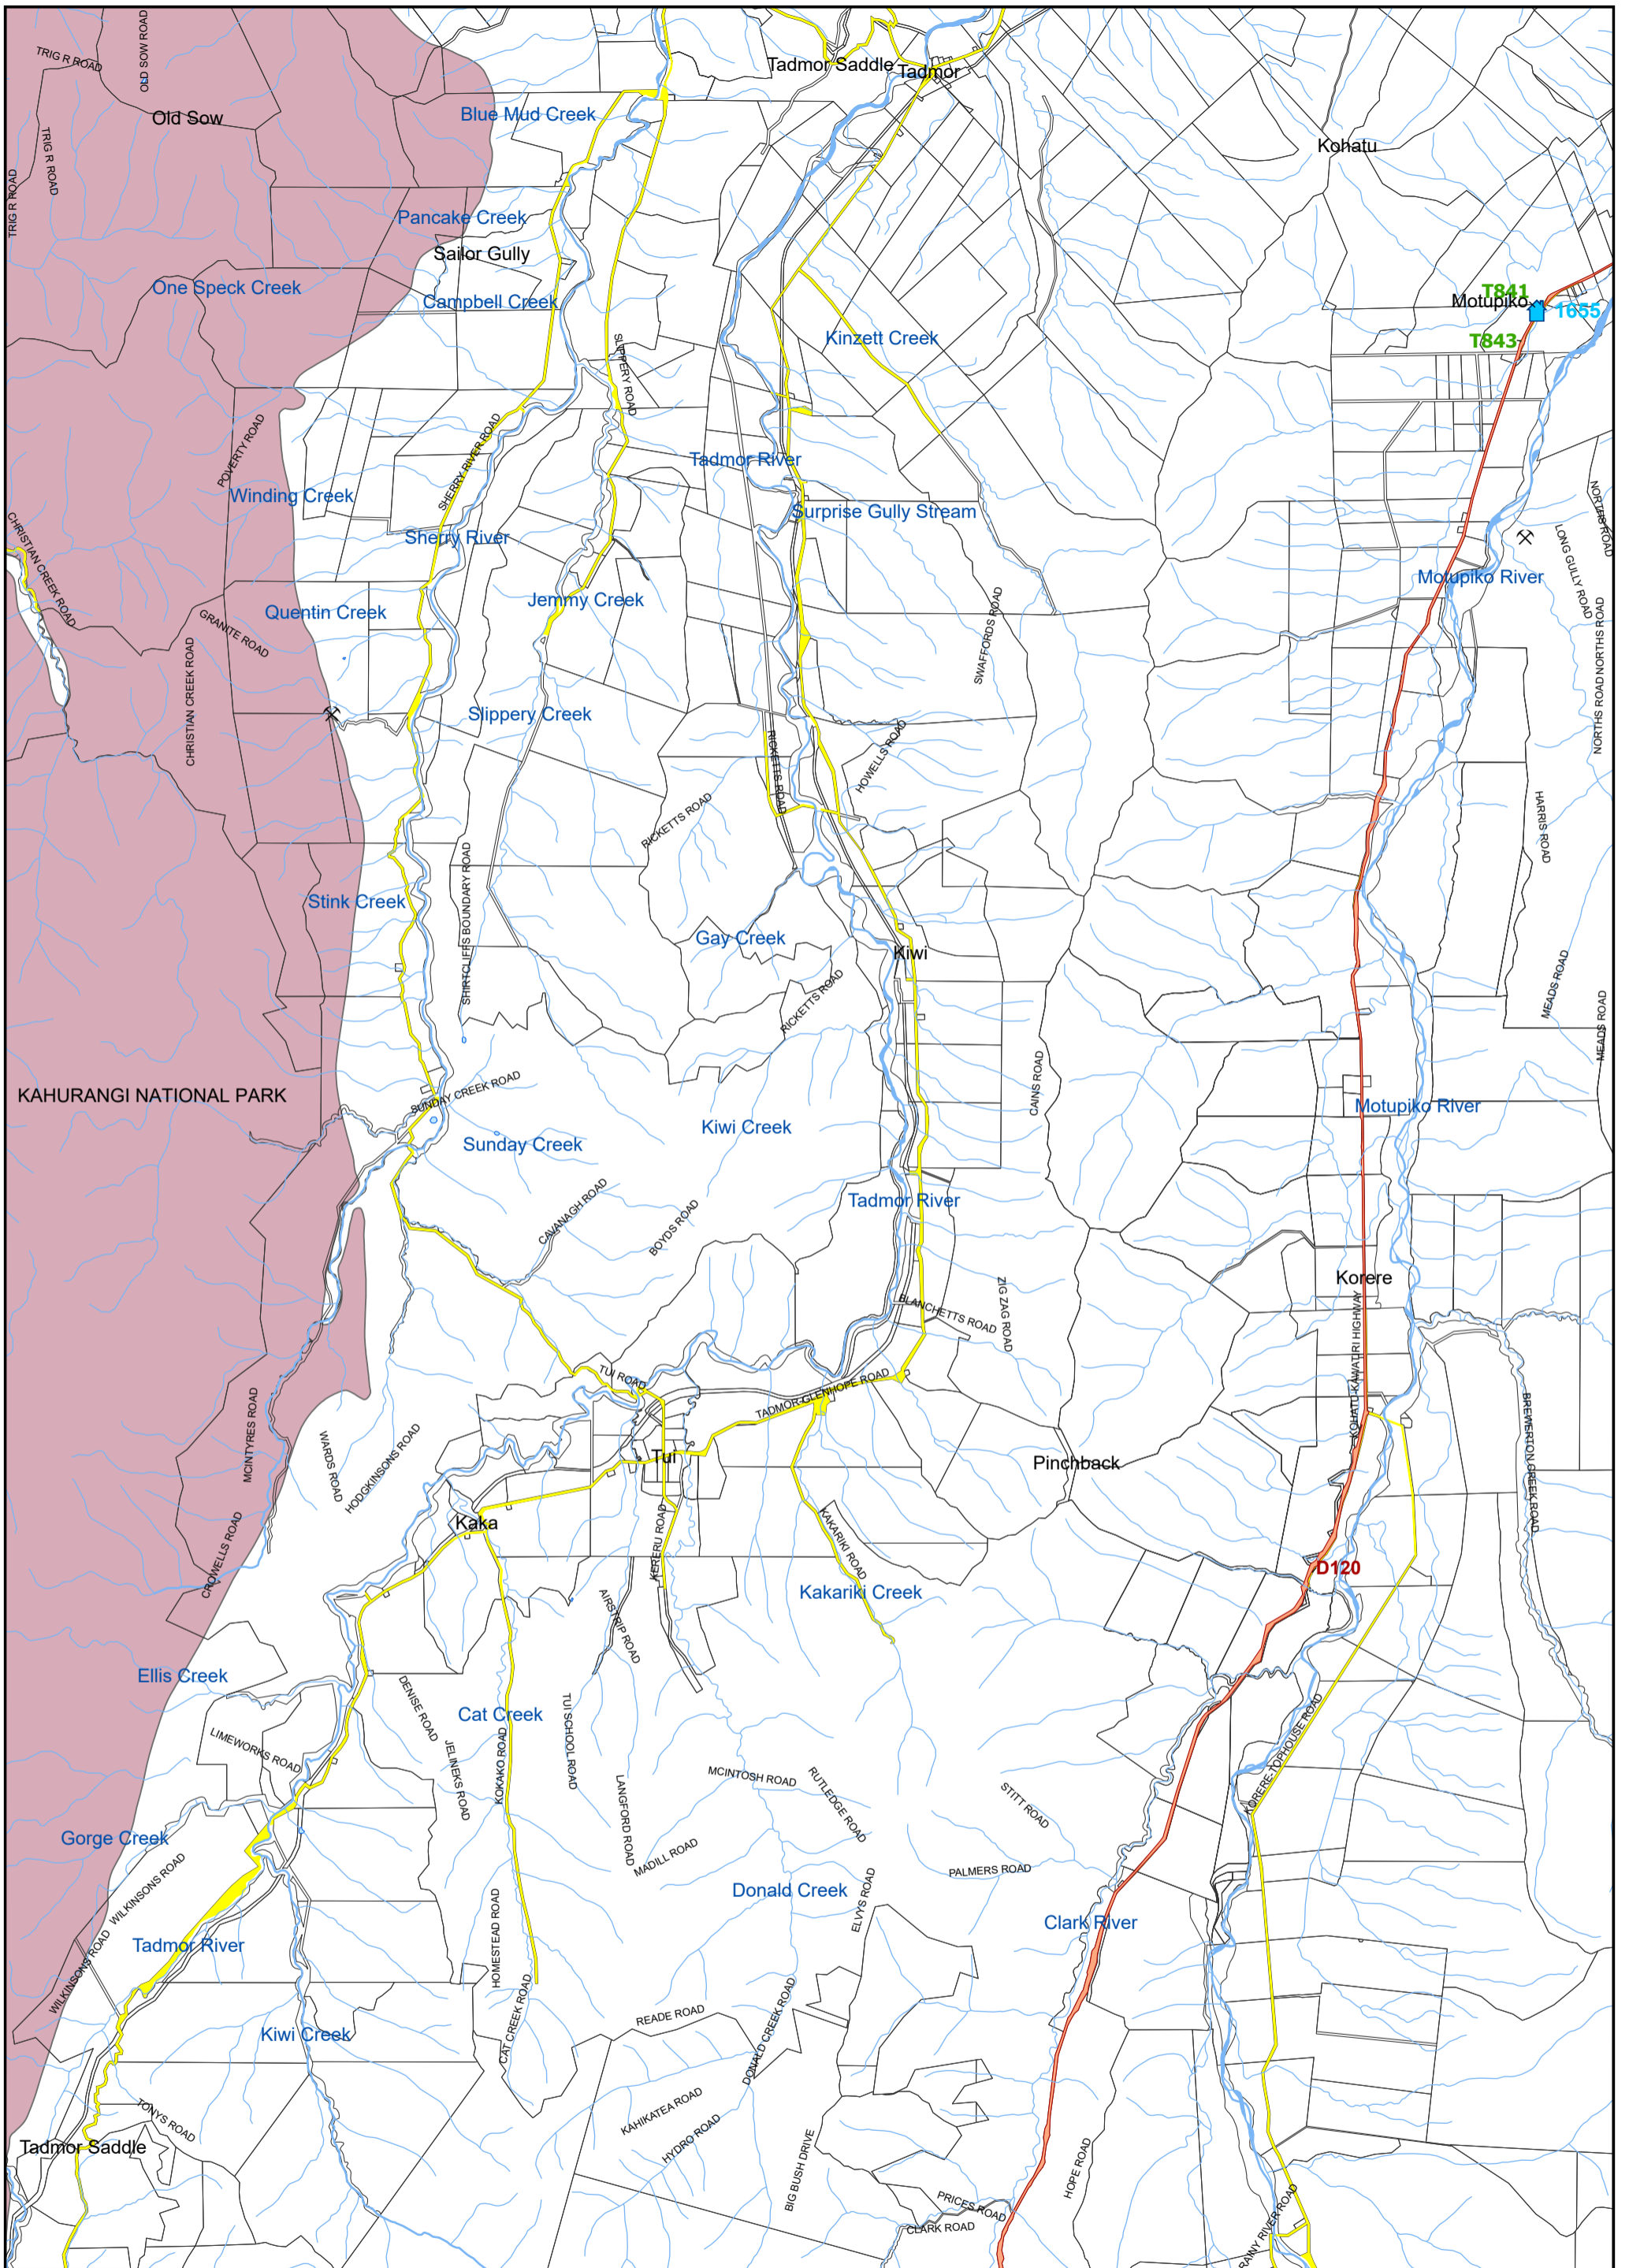 TRIG R ROAD
OLD SOW ROAD
Tadmor Saddle
Tadmor
Blue Mud Creek
Old Sow
Kohatu
TRIG R ROAD
TRIG R ROAD
Pancake Creek
Sailor Gully
One Speck Creek
Campbell Creek
T841
Motupiko
1655
Kinzett Creek
T843
SLIPPERY ROAD
POVERTY ROAD
SHERRY RIVER ROAD
Tadmor River
Winding Creek
Surprise Gully Stream
NORTHS ROAD
Sherry River
CHRISTIAN CREEK ROAD
LONG GULLY ROAD
Motupiko River
Jemmy Creek
Quentin Creek
GRANITE ROAD
SWAFFORDS ROAD
CHRISTIAN CREEK ROAD
NORTHS ROAD NORTHS ROAD
Slippery Creek
RICKETTS ROAD
HOWELLS ROAD
RICKETTS ROAD
HARRIS ROAD
SHIRTCLIFFS BOUNDARY ROAD
Stink Creek
Gay Creek
Kiwi
RICKETTS ROAD
MEADS ROAD
MEADS ROAD
KAHURANGI NATIONAL PARK
SUNDAY CREEK ROAD
CAINS ROAD
Motupiko River
Kiwi Creek
Sunday Creek
Tadmor River
CAVANAGH ROAD
BOYDS ROAD
Korere
BLANCHETTS ROAD
ZIG ZAG ROAD
KOHATU-KAWATIRI HIGHWAY
TUI ROAD
TADMOR-GLENHOPE ROAD
MCINTYRES ROAD
WARDS ROAD
HODGKINSONS ROAD
BREWERTON CREEK ROAD
Tui
Pinchback
Kaka
KERERU ROAD
KAKARIKI ROAD
CROWELLS ROAD
D120
Kakariki Creek
AIRSTRIP ROAD
Ellis Creek
DENISE ROAD
Cat Creek
TUI SCHOOL ROAD
LIMEWORKS ROAD
JELINEKS ROAD
KOKAKO ROAD
KORERE-TOPHOUSE ROAD
MCINTOSH ROAD
RUTLEDGE ROAD
LANGFORD ROAD
STITT ROAD
Gorge Creek
MADILL ROAD
WILKINSONS ROAD
PALMERS ROAD
Donald Creek
ELVYS ROAD
HOMESTEAD ROAD
Clark River
Tadmor River
WILKINSONS ROAD
CAT CREEK ROAD
READE ROAD
DONALD CREEK ROAD
Kiwi Creek
KAHIKATEA ROAD
TONYS ROAD
HYDRO ROAD
Tadmor Saddle
BIG BUSH DRIVE
HOPE ROAD
PRICES ROAD
CLARK ROAD
RAINY RIVER ROAD